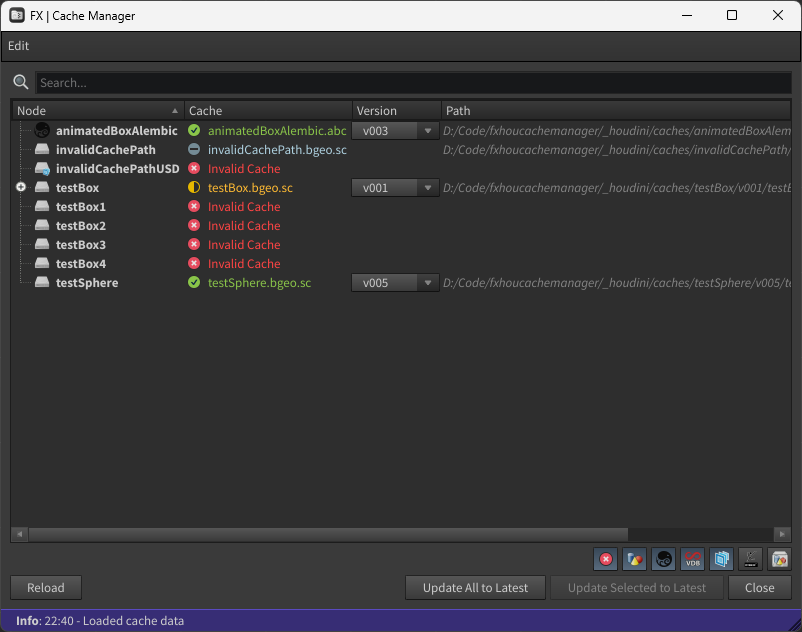 FX | Cache Manager
Edit
Search...
Node Cache Version Path
animatedBoxAlembic animatedBoxAlembic.abc v003 D:/Code/fxhoucachemanager/_houdini/caches/animatedBoxAlem
invalidCachePath invalidCachePath.bgeo.sc D:/Code/fxhoucachemanager/_houdini/caches/invalidCachePath/
invalidCachePathUSD Invalid Cache
testBox testBox.bgeo.sc v001 D:/Code/fxhoucachemanager/_houdini/caches/testBox/v001/testB
testBox1 Invalid Cache
testBox2 Invalid Cache
testBox3 Invalid Cache
testBox4 Invalid Cache
testSphere testSphere.bgeo.sc v005 D:/Code/fxhoucachemanager/_houdini/caches/testSphere/v005/te
VDB
Reload Update All to Latest Update Selected to Latest Close
Info: 22:40 - Loaded cache data